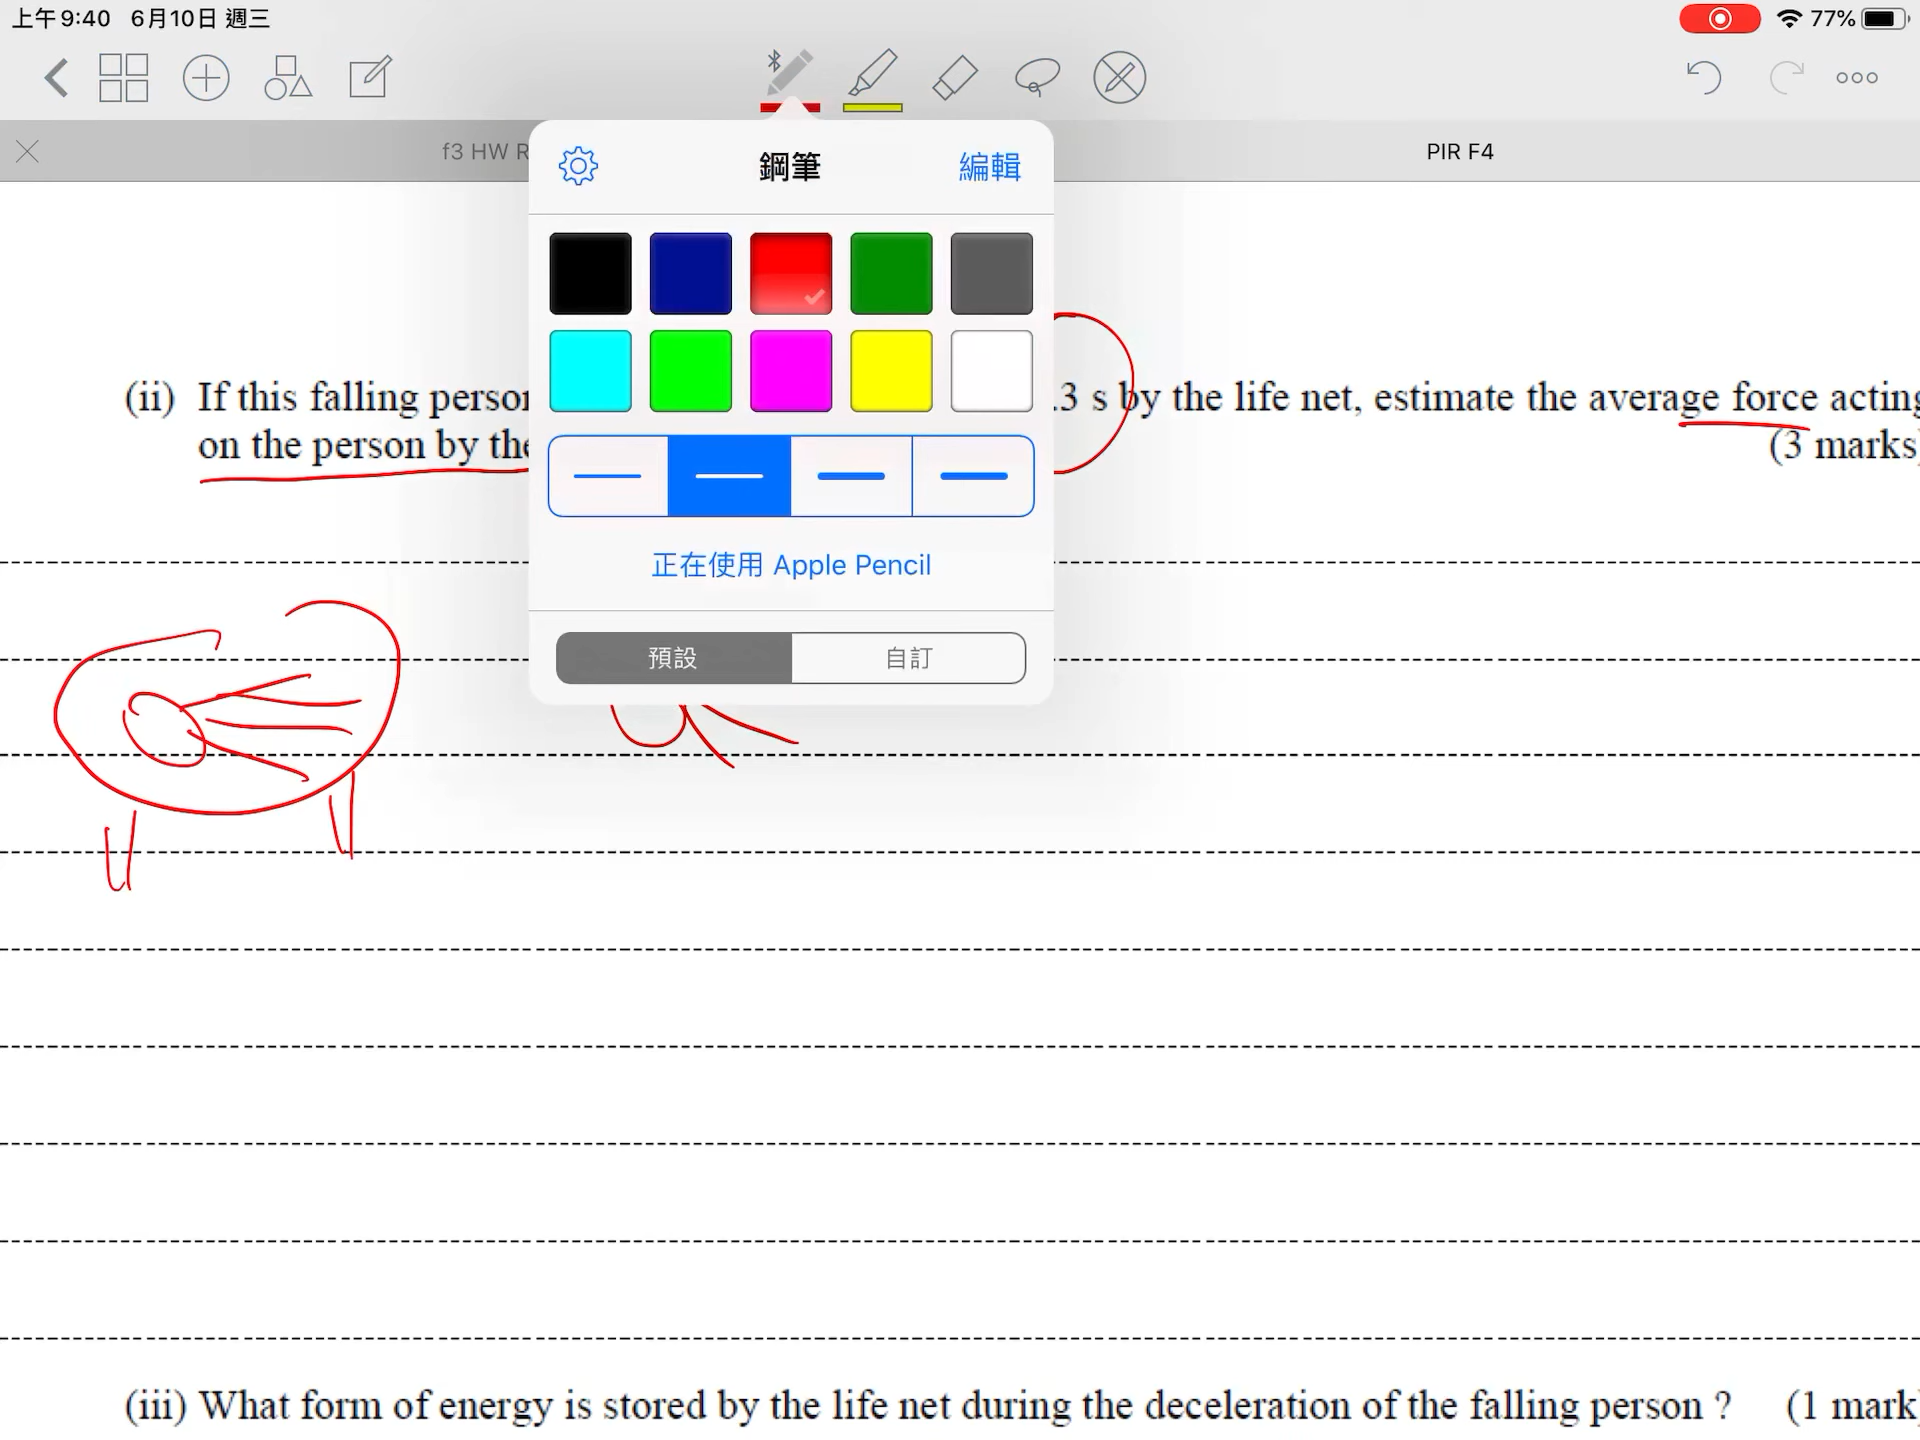 上午9:40 6月10日 週三
77%
f3 HW R
PIR F4
鋼筆
編輯
(ii) If this falling person .3 s by the life net, estimate the average force acting
on the person by the
(3 marks)
正在使用 Apple Pencil
預設
自訂
(iii) What form of energy is stored by the life net during the deceleration of the falling person ? (1 mark)